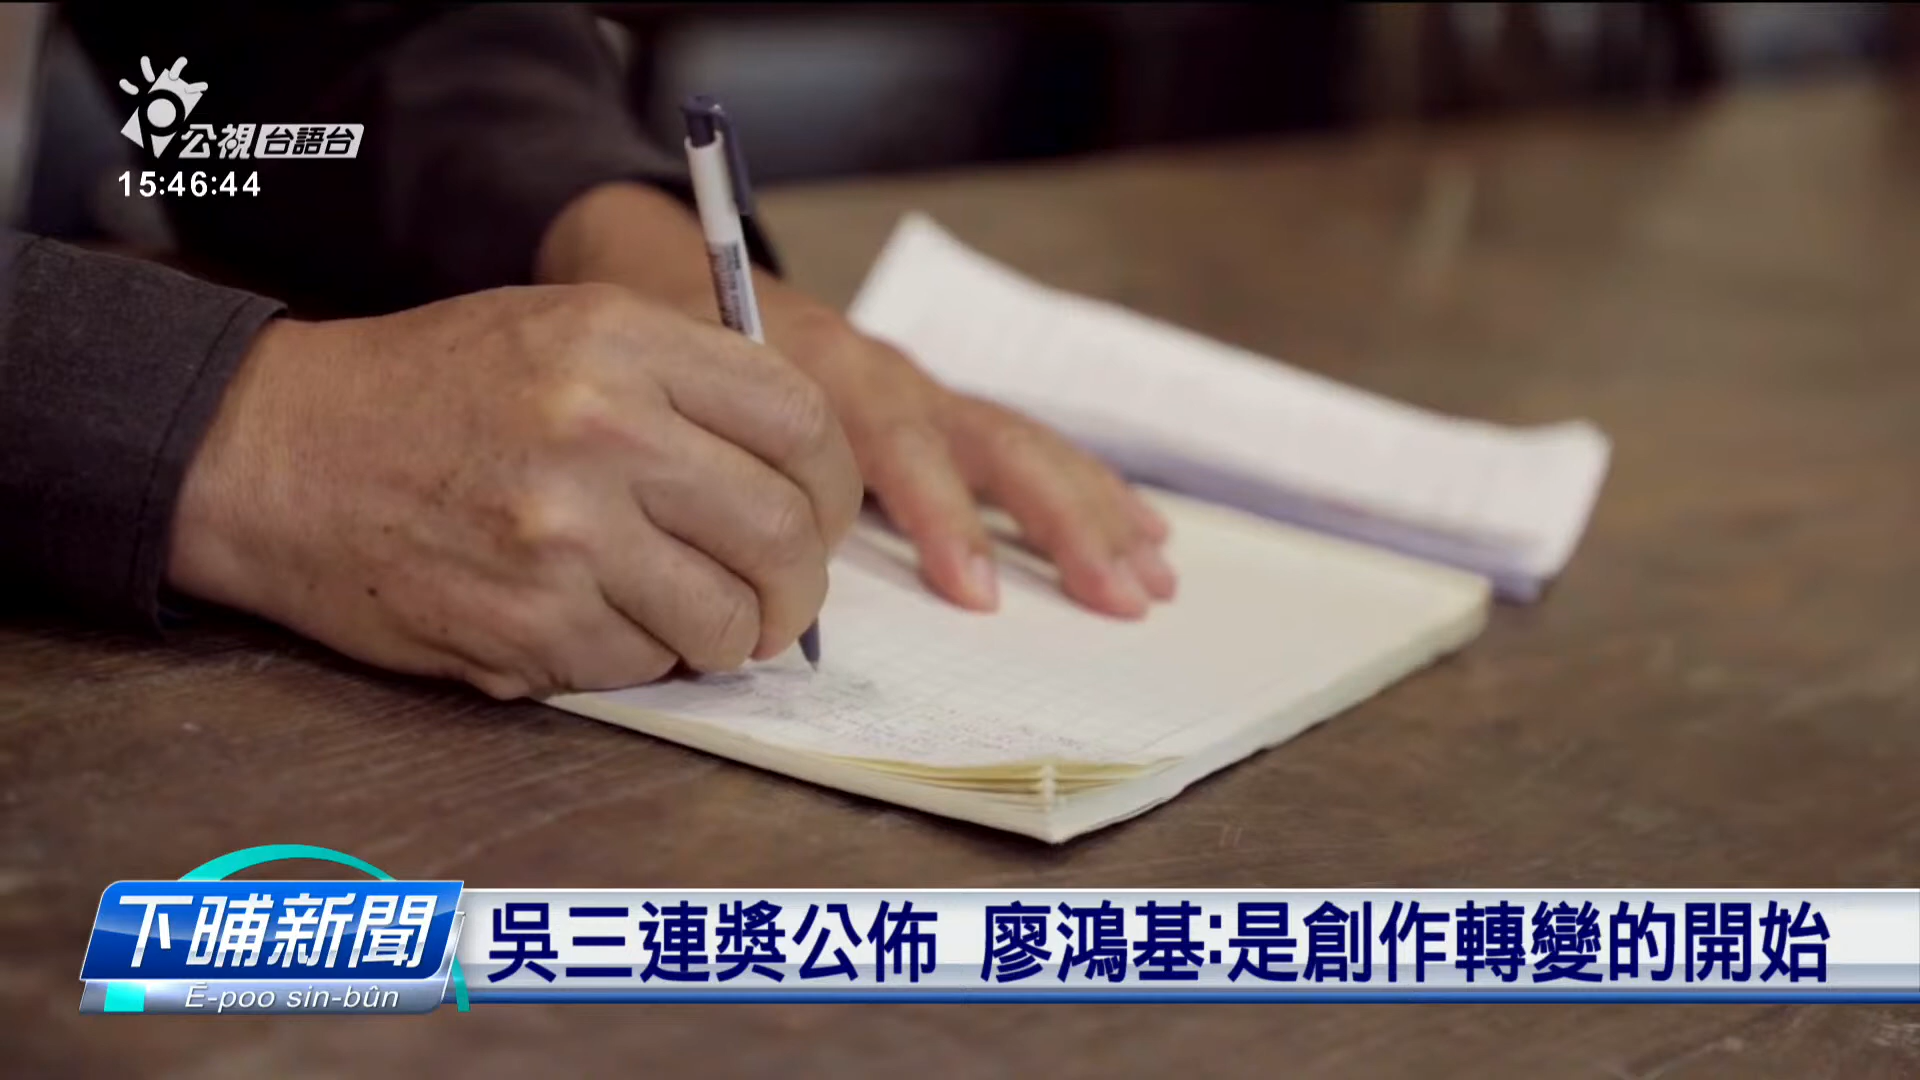 公視 台語台
15:46:44
吳三連獎公佈 廖鴻基:是創作轉變的開始
下晡新聞
Ē-poo sin-bûn